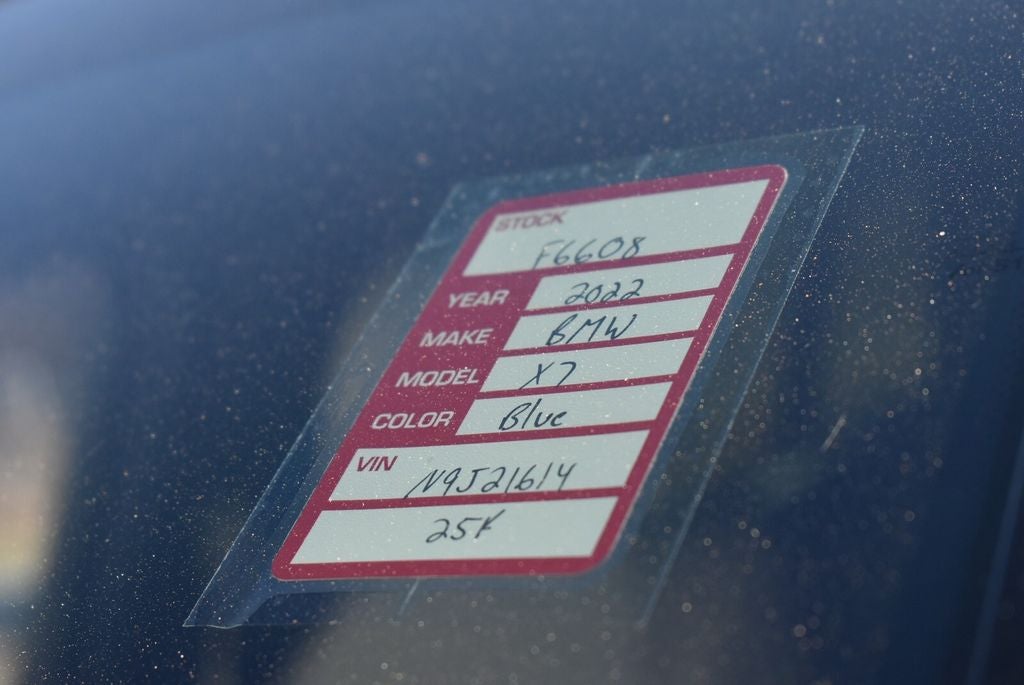 STOCK
F6608
YEAR 2022
MAKE BMW
MODEL X7
COLOR Blue
VIN
N9J21614
25K